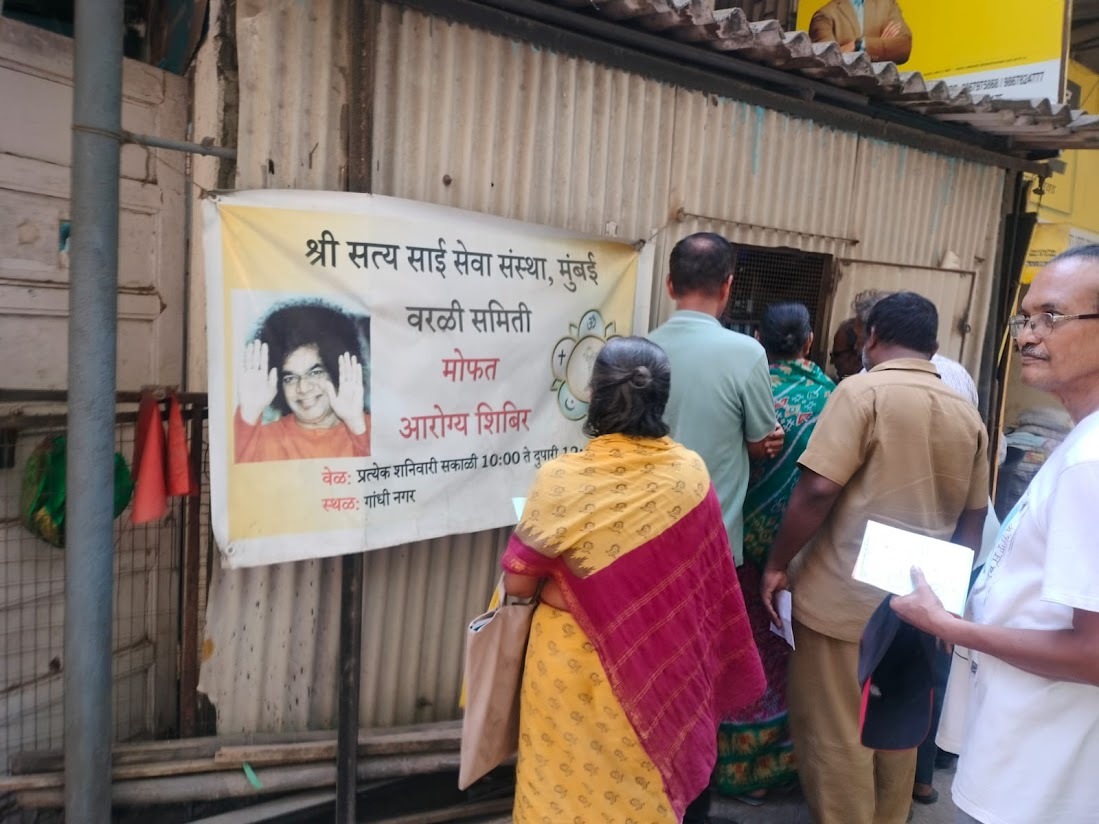 श्री सत्य साई सेवा संस्था, मुंबई
वरळी समिती
मोफत
आरोग्य शिबिर
वेळ: प्रत्येक शनिवारी सकाळी 10:00 ते दुपारी
स्थळ: गांधी नगर